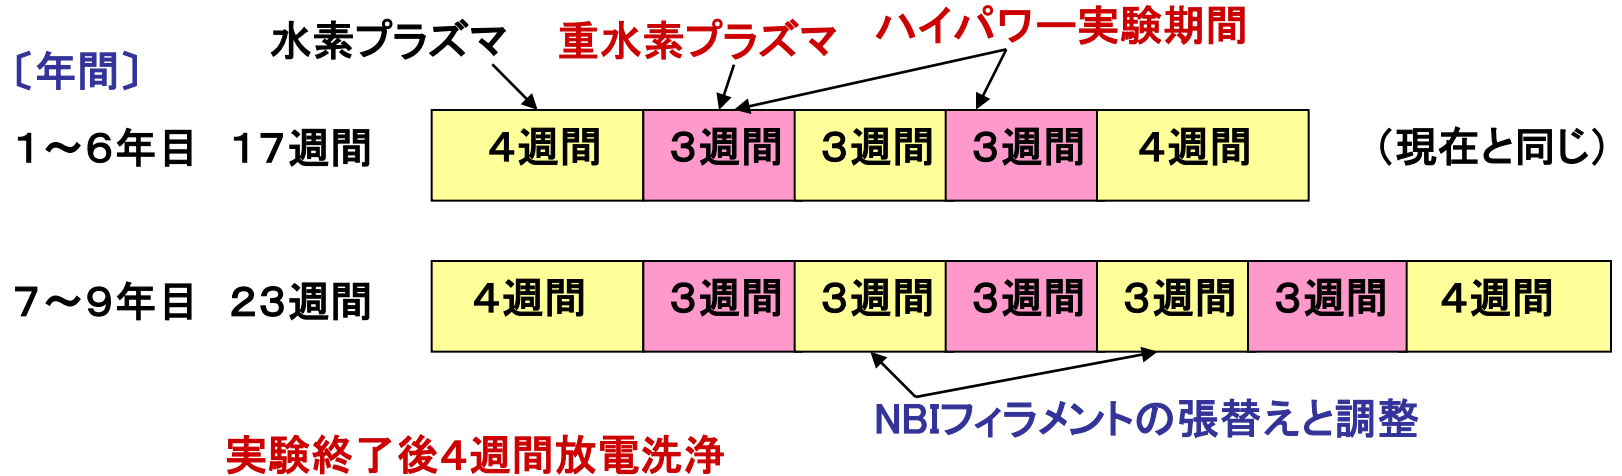 水素プラズマ
重水素プラズマ
ハイパワー実験期間
〔年間〕
１～６年目　１７週間
４週間
３週間
３週間
３週間
４週間
（現在と同じ）
７～９年目　２３週間
４週間
３週間
３週間
３週間
３週間
３週間
４週間
NBIフィラメントの張替えと調整
実験終了後４週間放電洗浄